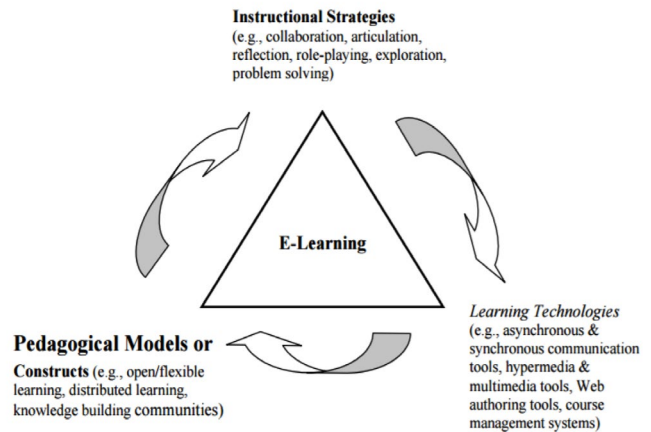 Instructional Strategies
(e.g., collaboration, articulation,
reflection, role-playing, exploration,
problem solving)
E-Learning
Pedagogical Models or
Constructs (e.g., open/flexible
learning, distributed learning,
knowledge building communities)
Learning Technologies
(e.g., asynchronous &
synchronous communication
tools, hypermedia &
multimedia tools, Web
authoring tools, course
management systems)